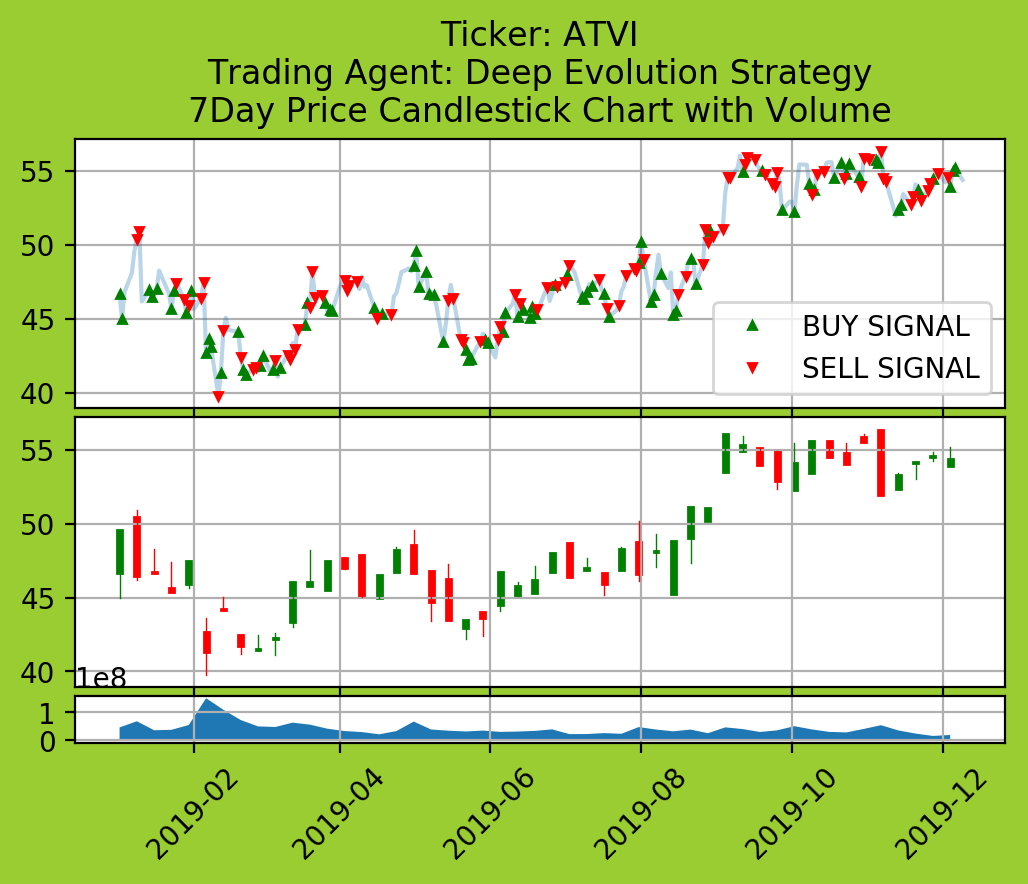 Ticker: ATVI
Trading Agent: Deep Evolution Strategy
7Day Price Candlestick Chart with Volume
55
50
45
40
BUY SIGNAL
SELL SIGNAL
55
50
45
40
1e8
1
0
2019-02
2019-04
2019-06
2019-08
2019-10
2019-12